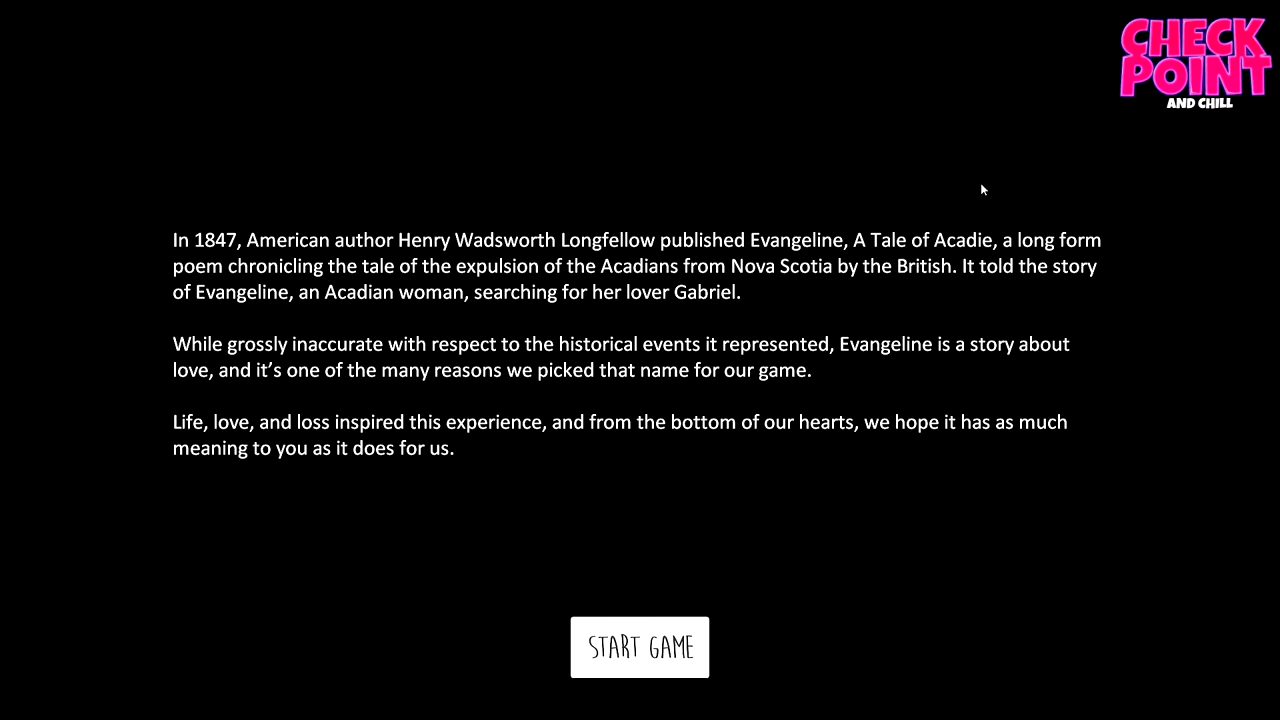 CHECK
POINT
AND CHILL
In 1847, American author Henry Wadsworth Longfellow published Evangeline, A Tale of Acadie, a long form
poem chronicling the tale of the expulsion of the Acadians from Nova Scotia by the British. It told the story
of Evangeline, an Acadian woman, searching for her lover Gabriel.
While grossly inaccurate with respect to the historical events it represented, Evangeline is a story about
love, and it’s one of the many reasons we picked that name for our game.
Life, love, and loss inspired this experience, and from the bottom of our hearts, we hope it has as much
meaning to you as it does for us.
START GAME